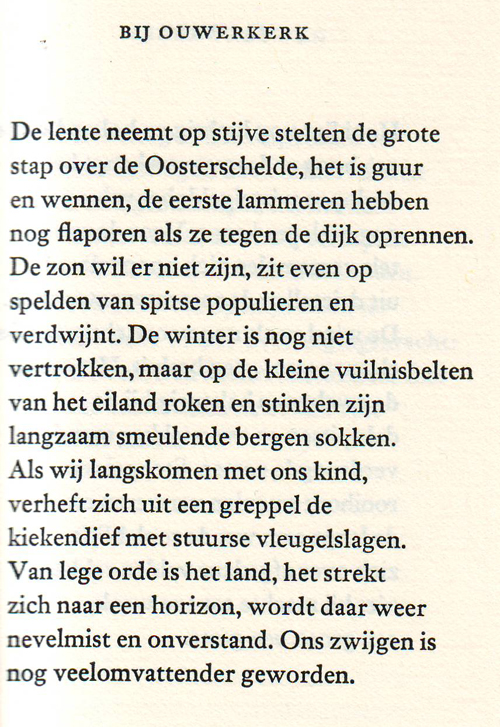 BIJ OUWERKERK
De lente neemt op stijve stelten de grote
stap over de Oosterschelde, het is guur
en wennen, de eerste lammeren hebben
nog flaporen als ze tegen de dijk oprennen.
De zon wil er niet zijn, zit even op
spelden van spitse populieren en
verdwijnt. De winter is nog niet
vertrokken, maar op de kleine vuilnisbelten
van het eiland roken en stinken zijn
langzaam smeulende bergen sokken.
Als wij langskomen met ons kind,
verheft zich uit een greppel de
kiekendief met stuurse vleugelslagen.
Van lege orde is het land, het strekt
zich naar een horizon, wordt daar weer
nevelmist en onverstand. Ons zwijgen is
nog veelomvattender geworden.